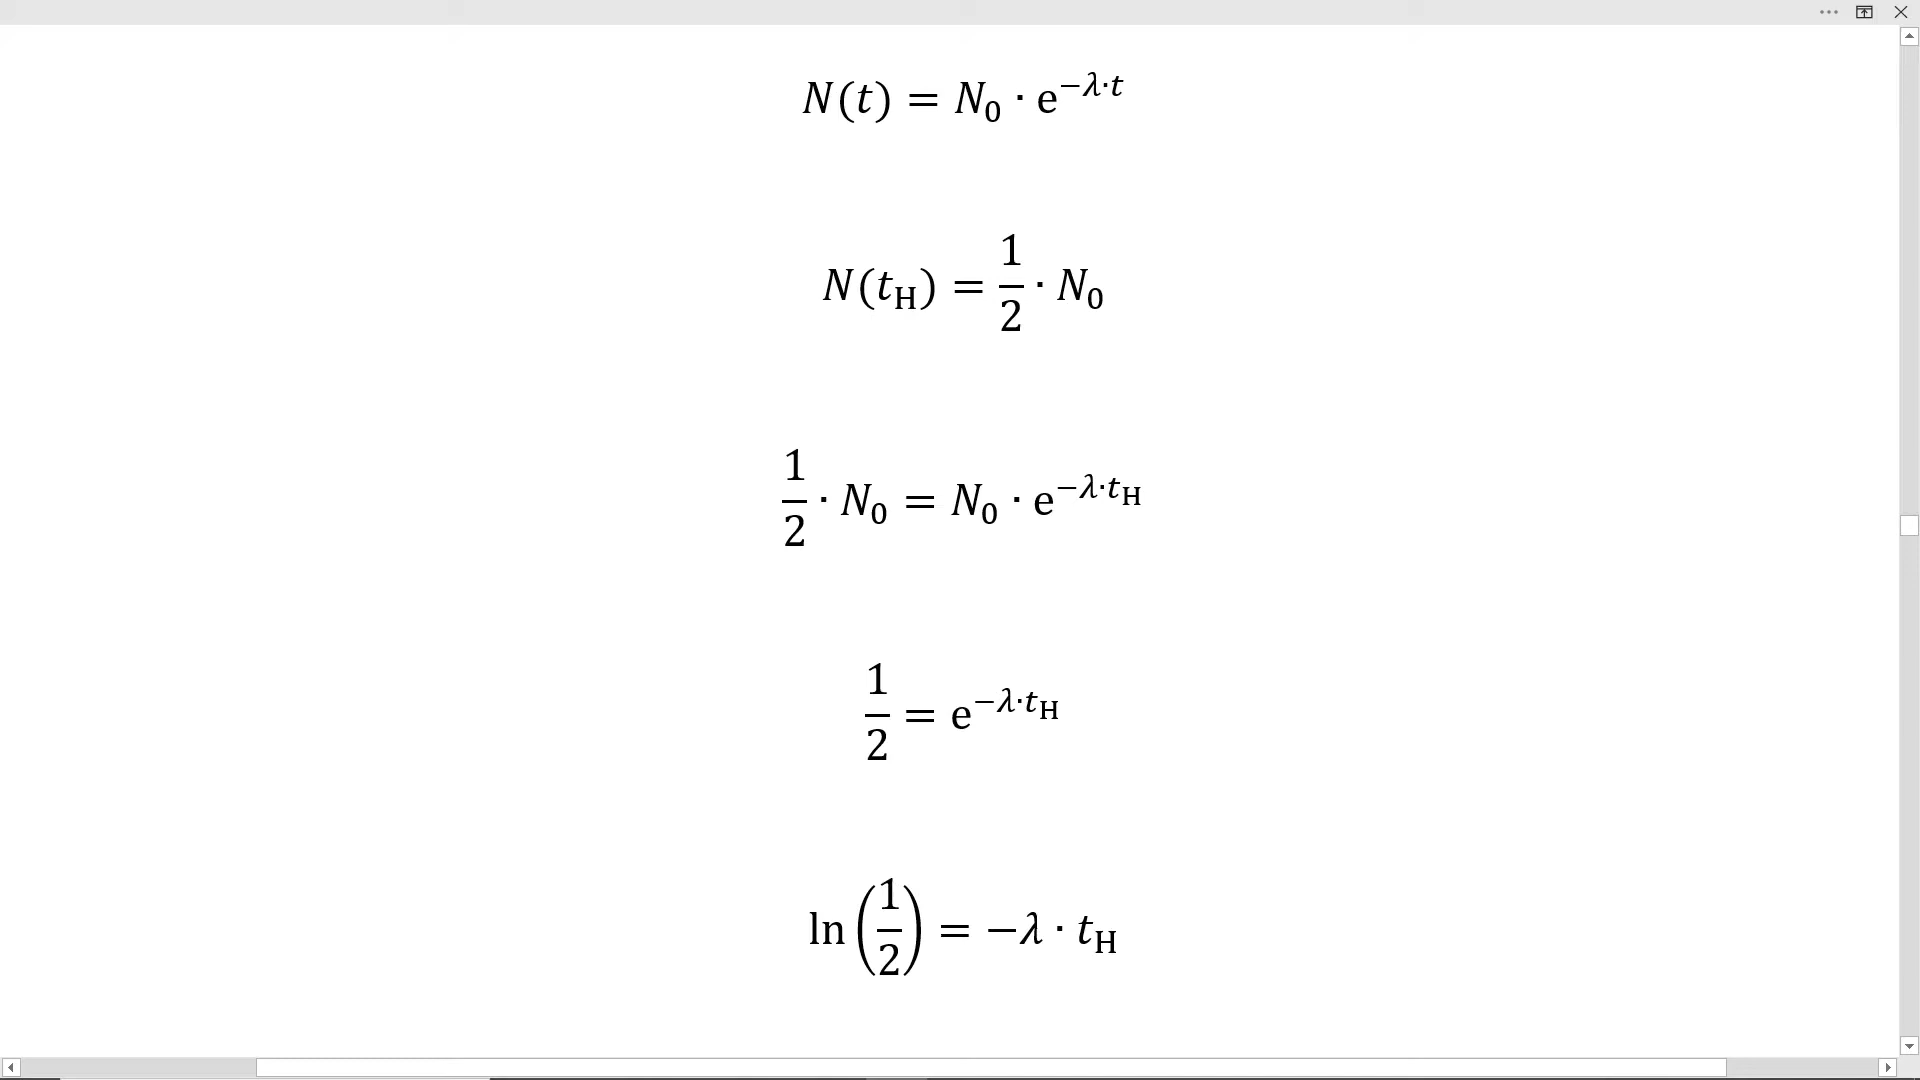 N(t) = N₀ · e^(−λ·t)
N(t_H) = 1/2 · N₀
1/2 · N₀ = N₀ · e^(−λ·t_H)
1/2 = e^(−λ·t_H)
ln(1/2) = −λ · t_H